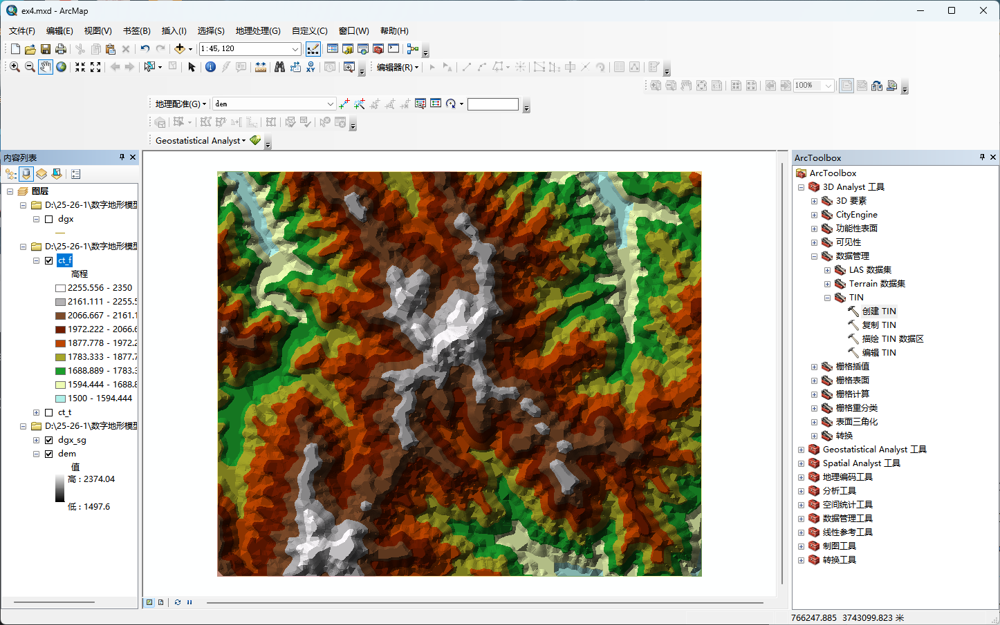 ex4.mxd - ArcMap
文件(F) 编辑(E) 视图(V) 书签(B) 插入(I) 选择(S) 地理处理(G) 自定义(C) 窗口(W) 帮助(H)
1:45,120
编辑器(R)
100%
地理配准(G) dem
Geostatistical Analyst
内容列表
图层
D:\25-26-1\数字地形模型
dgx
D:\25-26-1\数字地形模型
ct_f
高程
2255.556 - 2350
2161.111 - 2255.5
2066.667 - 2161.1
1972.222 - 2066.6
1877.778 - 1972.2
1783.333 - 1877.7
1688.889 - 1783.3
1594.444 - 1688.8
1500 - 1594.444
ct_t
D:\25-26-1\数字地形模型
dgx_sg
dem
值
高 : 2374.04
低 : 1497.6
ArcToolbox
ArcToolbox
3D Analyst 工具
3D 要素
CityEngine
功能性表面
可见性
数据管理
LAS 数据集
Terrain 数据集
TIN
创建 TIN
复制 TIN
描绘 TIN 数据区
编辑 TIN
栅格插值
栅格表面
栅格计算
栅格重分类
表面三角化
转换
Geostatistical Analyst 工具
Spatial Analyst 工具
地理编码工具
分析工具
空间统计工具
数据管理工具
线性参考工具
制图工具
转换工具
766247.885 3743099.823 米